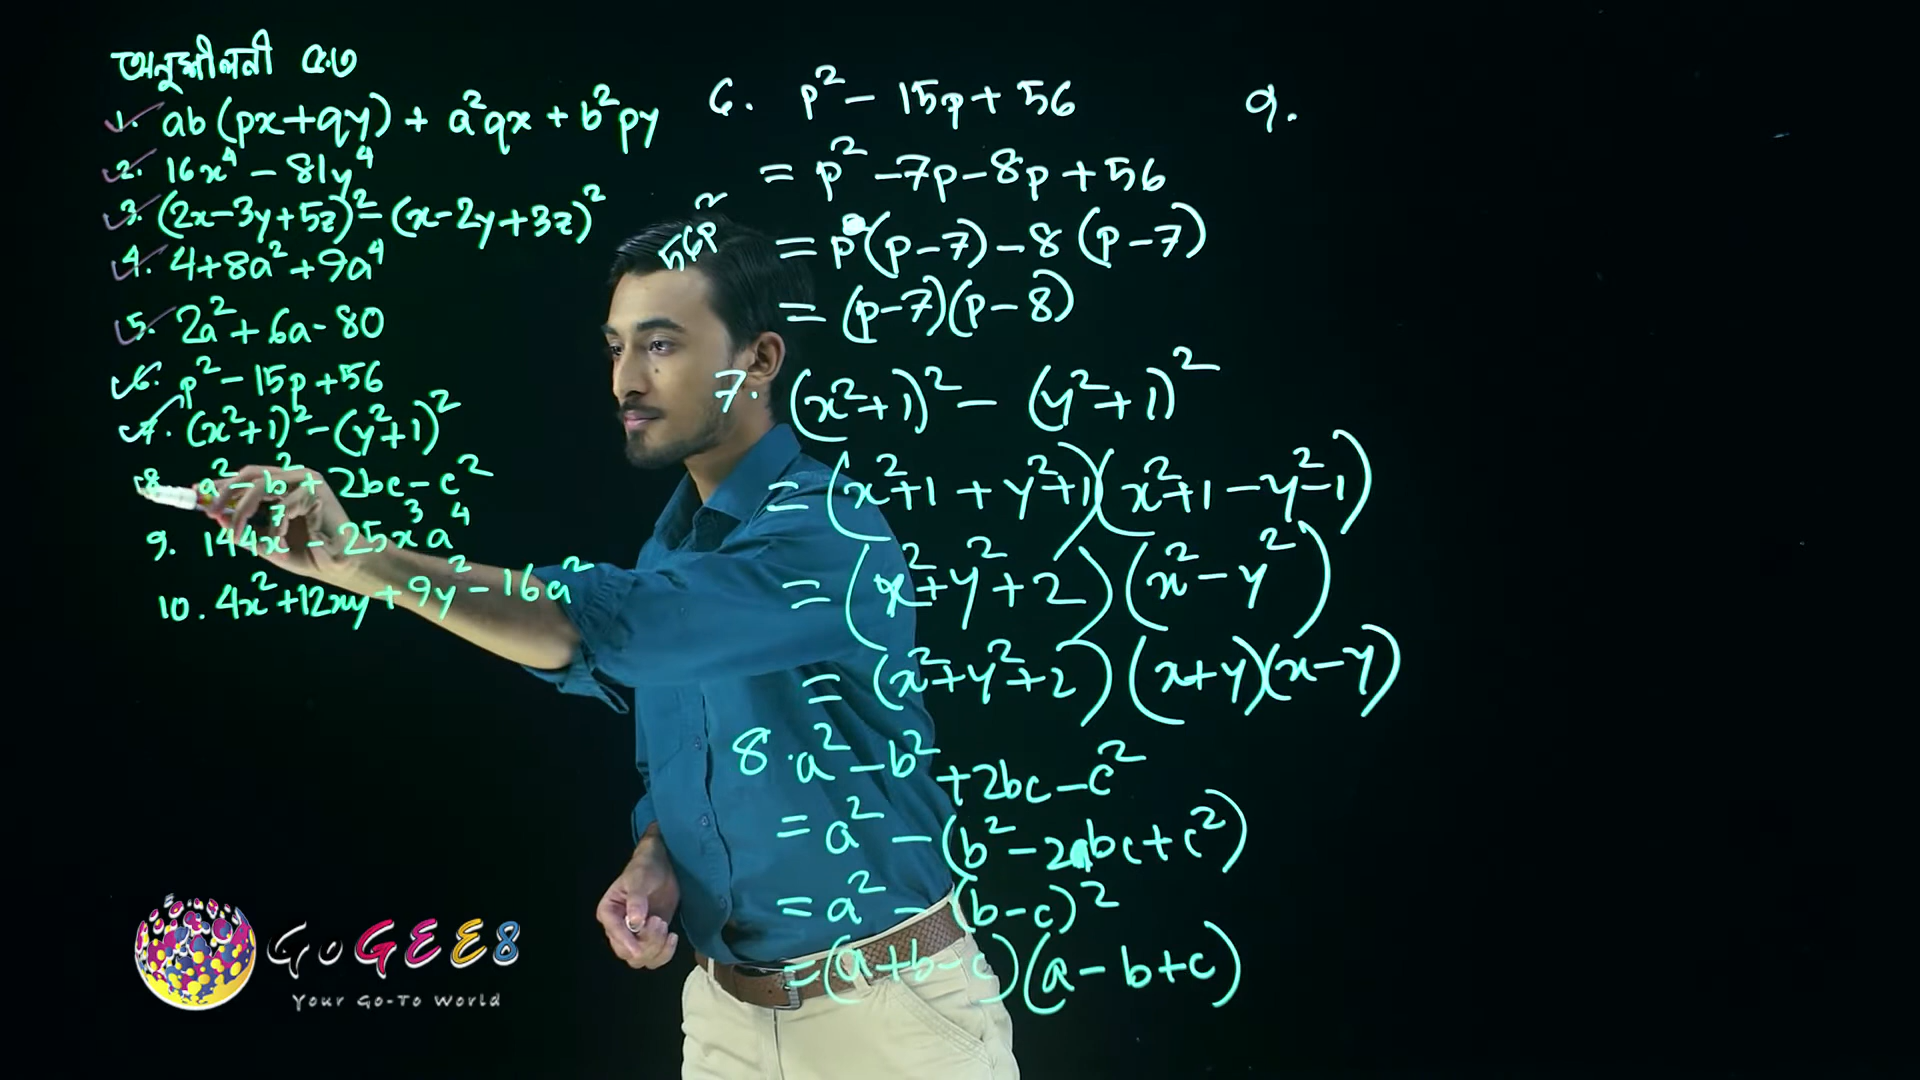 অনুশীলনী ৫.৩
1. ab(px+qy) + a²qx + b²py
2. 16x⁴ – 81y⁴
3. (2x–3y+5z)² – (x–2y+3z)²
4. 4+8a²+9a⁴
5. 2a²+6a-80
6. p²–15p+56
7. (x²+1)²–(y²+1)²
8. a²–b²+2bc–c²
9. 144x⁷ – 25x³a⁴
10. 4x²+12xy+9y²–16a²
56p²
6. p² – 15p + 56
= p² –7p–8p+56
= p(p–7)–8(p–7)
= (p–7)(p–8)
7. (x²+1)² – (y²+1)²
= (x²+1+y²+1)(x²+1–y²–1)
= (x²+y²+2)(x²–y²)
= (x²+y²+2)(x+y)(x–y)
8. a²–b²+2bc–c²
= a² – (b²–2bc+c²)
= a² – (b–c)²
= (a+b–c)(a–b+c)
9.
GoGEE8
Your Go-To World